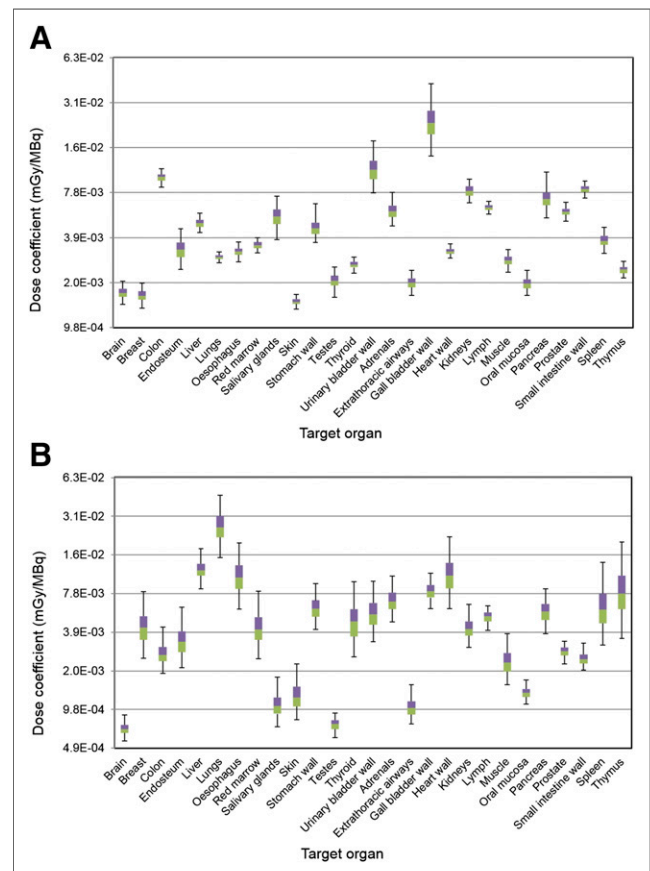 A
6.3E-02
3.1E-02
1.6E-02
7.8E-03
3.9E-03
2.0E-03
9.8E-04
Dose coefficient (mGy/MBq)
Brain
Breast
Colon
Endosteum
Liver
Lungs
Oesophagus
Red marrow
Salivary glands
Skin
Stomach wall
Testes
Thyroid
Urinary bladder wall
Adrenals
Extrathoracic airways
Gall bladder wall
Heart wall
Kidneys
Lymph
Muscle
Oral mucosa
Pancreas
Prostate
Small intestine wall
Spleen
Thymus
Target organ
B
6.3E-02
3.1E-02
1.6E-02
7.8E-03
3.9E-03
2.0E-03
9.8E-04
4.9E-04
Dose coefficient (mGy/MBq)
Brain
Breast
Colon
Endosteum
Liver
Lungs
Oesophagus
Red marrow
Salivary glands
Skin
Stomach wall
Testes
Thyroid
Urinary bladder wall
Adrenals
Extrathoracic airways
Gall bladder wall
Heart wall
Kidneys
Lymph
Muscle
Oral mucosa
Pancreas
Prostate
Small intestine wall
Spleen
Thymus
Target organ